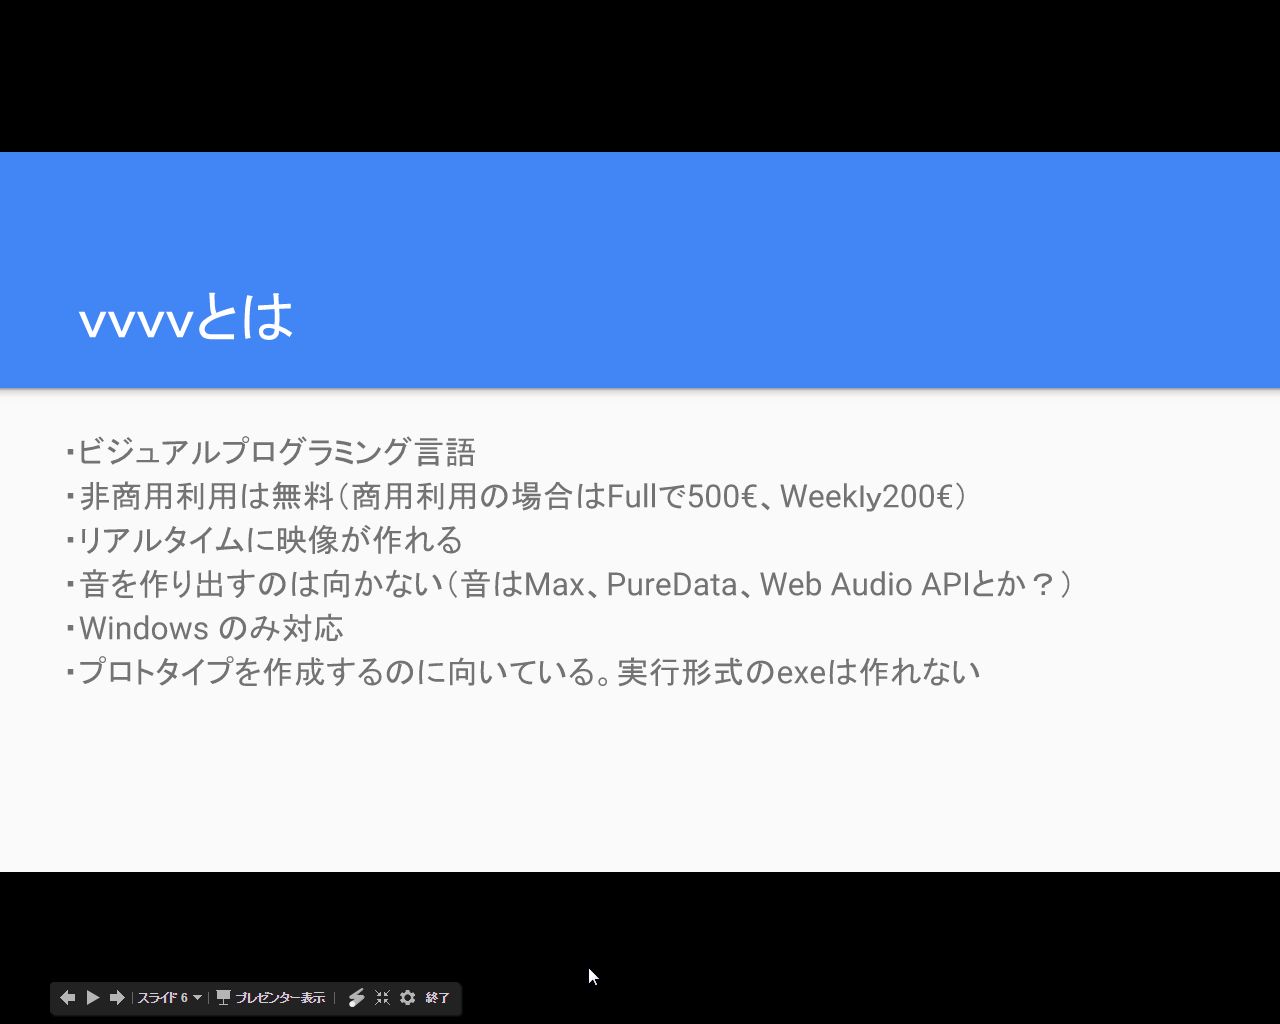 vvvvとは
・ビジュアルプログラミング言語
・非商用利用は無料（商用利用の場合はFullで500€、Weekly200€）
・リアルタイムに映像が作れる
・音を作り出すのは向かない（音はMax、PureData、Web Audio APIとか？）
・Windows のみ対応
・プロトタイプを作成するのに向いている。実行形式のexeは作れない
スライド 6 プレゼンター表示 終了